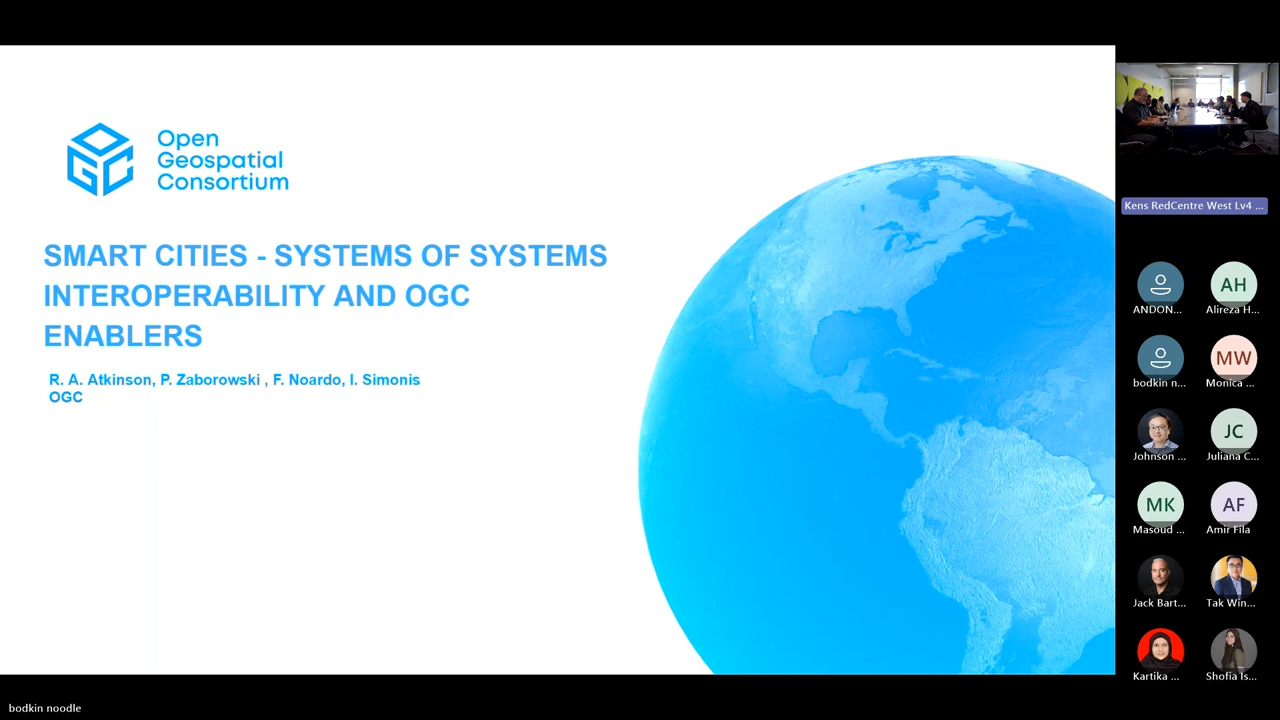 Open
Geospatial
Consortium
SMART CITIES - SYSTEMS OF SYSTEMS
INTEROPERABILITY AND OGC
ENABLERS
R. A. Atkinson, P. Zaborowski , F. Noardo, I. Simonis
OGC
Kens RedCentre West Lv4 ...
ANDON...
AH
Alireza H...
bodkin n...
MW
Monica ...
Johnson ...
JC
Juliana C...
MK
Masoud ...
AF
Amir Fila
Jack Bart...
Tak Win...
Kartika ...
Shofia Is...
bodkin noodle